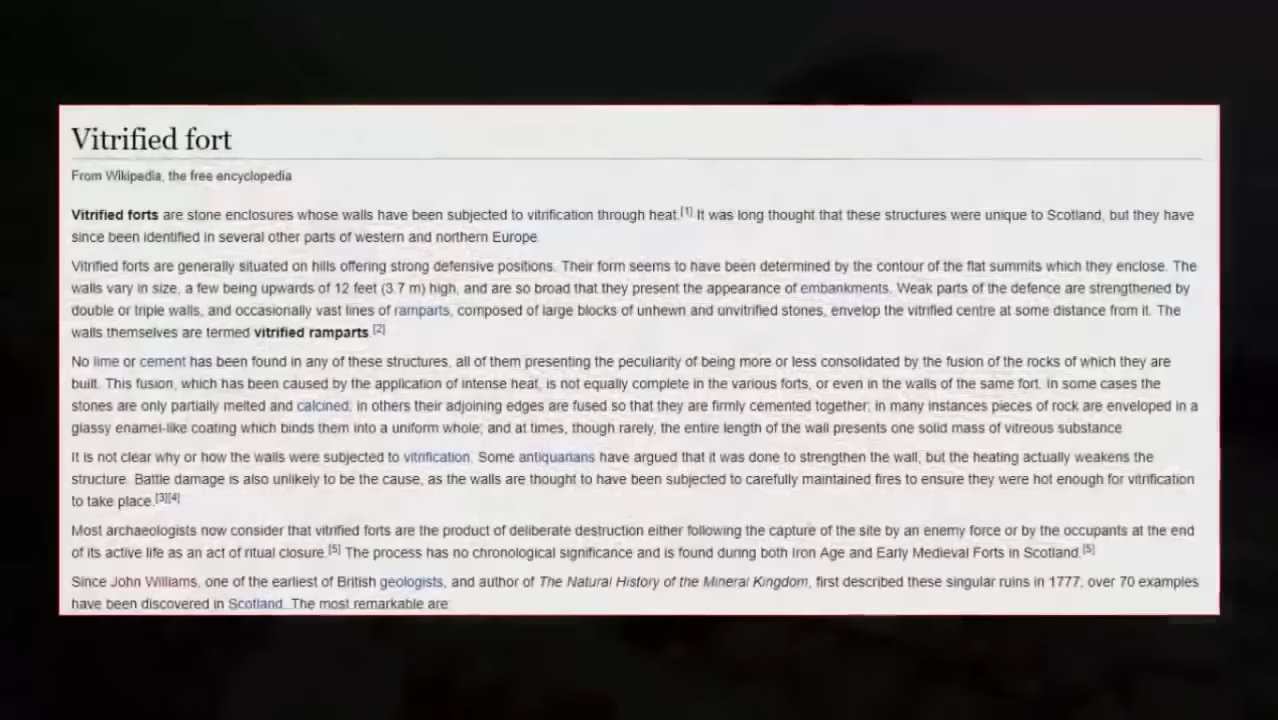 Vitrified fort
From Wikipedia, the free encyclopedia
Vitrified forts are stone enclosures whose walls have been subjected to vitrification through heat.[1] It was long thought that these structures were unique to Scotland, but they have
since been identified in several other parts of western and northern Europe.
Vitrified forts are generally situated on hills offering strong defensive positions. Their form seems to have been determined by the contour of the flat summits which they enclose. The
walls vary in size, a few being upwards of 12 feet (3.7 m) high, and are so broad that they present the appearance of embankments. Weak parts of the defence are strengthened by
double or triple walls, and occasionally vast lines of ramparts, composed of large blocks of unhewn and unvitrified stones, envelop the vitrified centre at some distance from it. The
walls themselves are termed vitrified ramparts.[2]
No lime or cement has been found in any of these structures, all of them presenting the peculiarity of being more or less consolidated by the fusion of the rocks of which they are
built. This fusion, which has been caused by the application of intense heat, is not equally complete in the various forts, or even in the walls of the same fort. In some cases the
stones are only partially melted and calcined; in others their adjoining edges are fused so that they are firmly cemented together; in many instances pieces of rock are enveloped in a
glassy enamel-like coating which binds them into a uniform whole; and at times, though rarely, the entire length of the wall presents one solid mass of vitreous substance
It is not clear why or how the walls were subjected to vitrification. Some antiquarians have argued that it was done to strengthen the wall, but the heating actually weakens the
structure. Battle damage is also unlikely to be the cause, as the walls are thought to have been subjected to carefully maintained fires to ensure they were hot enough for vitrification
to take place.[3][4]
Most archaeologists now consider that vitrified forts are the product of deliberate destruction either following the capture of the site by an enemy force or by the occupants at the end
of its active life as an act of ritual closure.[5] The process has no chronological significance and is found during both Iron Age and Early Medieval Forts in Scotland.[5]
Since John Williams, one of the earliest of British geologists, and author of The Natural History of the Mineral Kingdom, first described these singular ruins in 1777, over 70 examples
have been discovered in Scotland. The most remarkable are